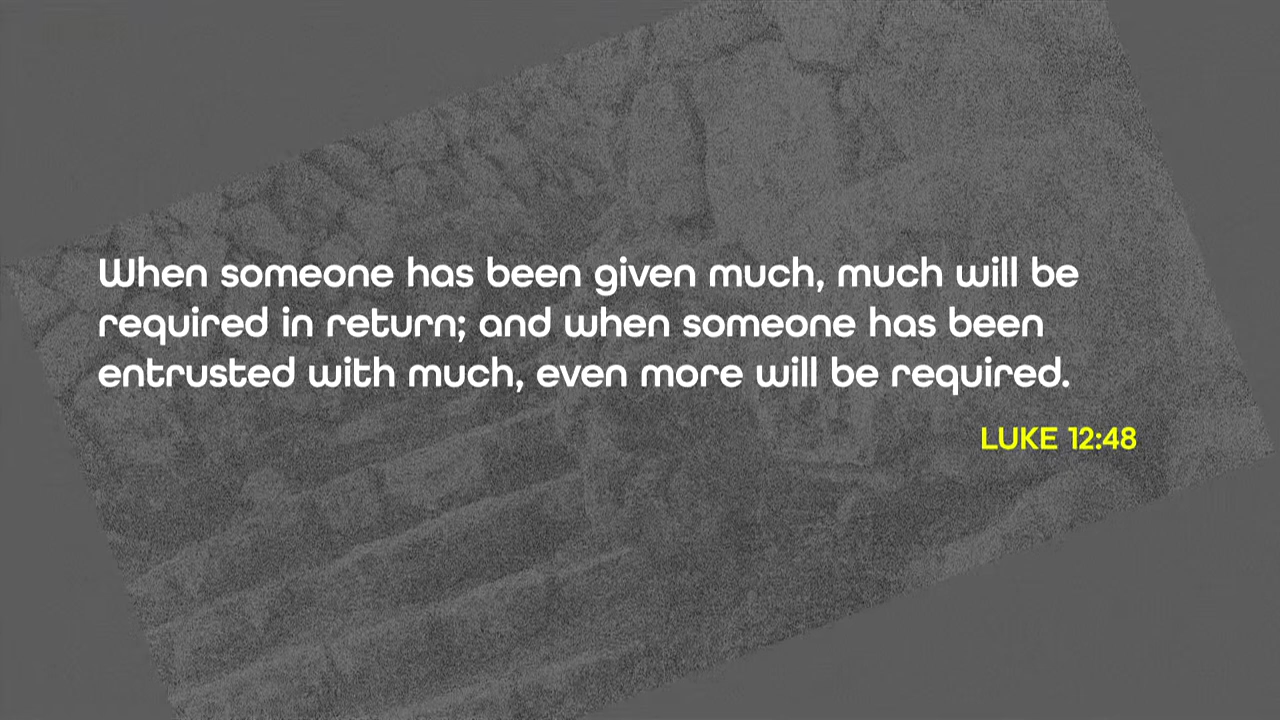 When someone has been given much, much will be
required in return; and when someone has been
entrusted with much, even more will be required.
LUKE 12:48